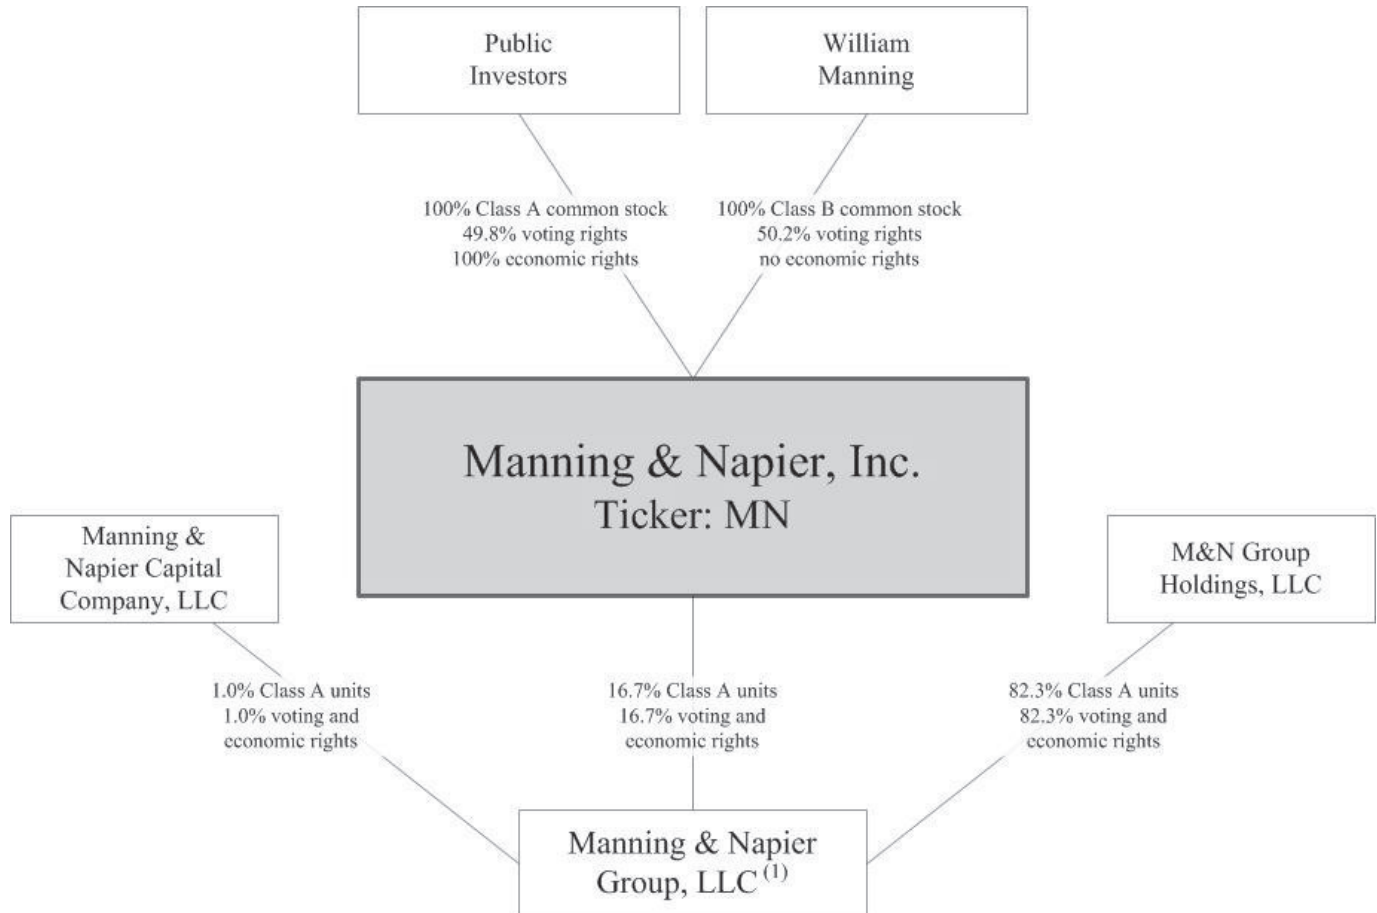 Public
Investors
William
Manning
100% Class A common stock
49.8% voting rights
100% economic rights
100% Class B common stock
50.2% voting rights
no economic rights
Manning & Napier, Inc.
Ticker: MN
Manning &
Napier Capital
Company, LLC
M&N Group
Holdings, LLC
1.0% Class A units
1.0% voting and
economic rights
16.7% Class A units
16.7% voting and
economic rights
82.3% Class A units
82.3% voting and
economic rights
Manning & Napier
Group, LLC (1)